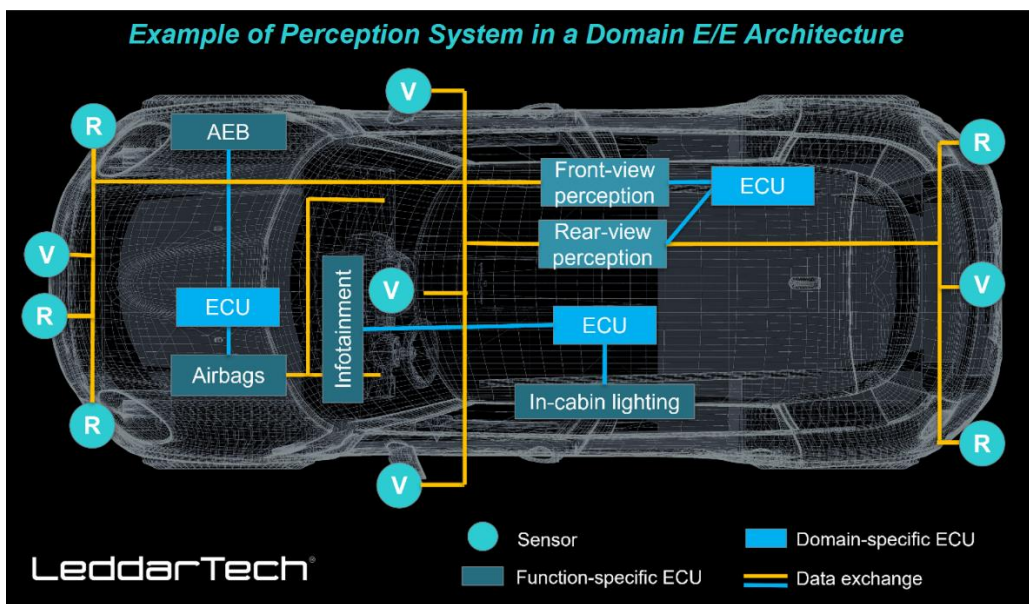 Example of Perception System in a Domain E/E Architecture
V
R
AEB
R
Front-view
perception
ECU
Rear-view
perception
V
V
V
R
ECU
ECU
Infotainment
Airbags
In-cabin lighting
R
R
V
Sensor
Domain-specific ECU
LeddarTech®
Function-specific ECU
Data exchange